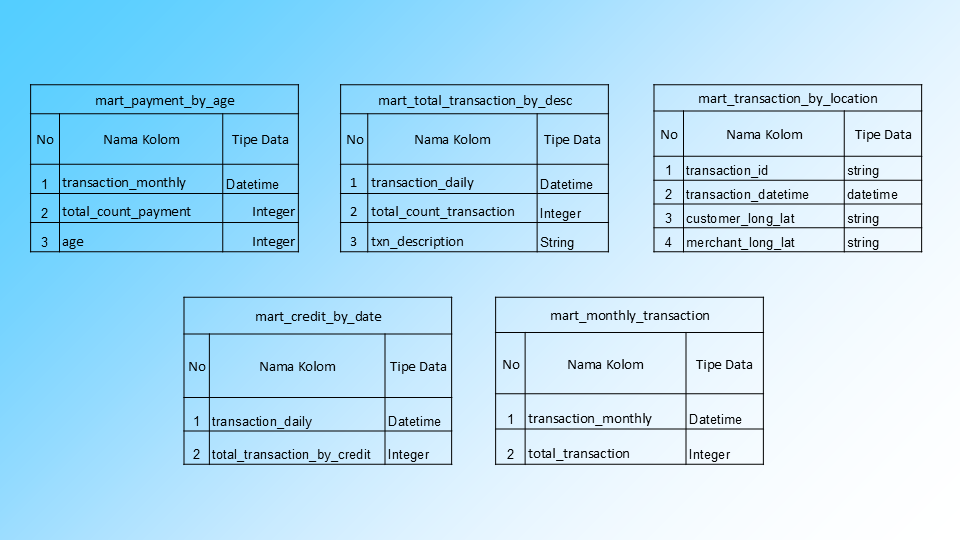 mart_payment_by_age
No Nama Kolom Tipe Data
1 transaction_monthly Datetime
2 total_count_payment Integer
3 age Integer
mart_total_transaction_by_desc
No Nama Kolom Tipe Data
1 transaction_daily Datetime
2 total_count_transaction Integer
3 txn_description String
mart_transaction_by_location
No Nama Kolom Tipe Data
1 transaction_id string
2 transaction_datetime datetime
3 customer_long_lat string
4 merchant_long_lat string
mart_credit_by_date
No Nama Kolom Tipe Data
1 transaction_daily Datetime
2 total_transaction_by_credit Integer
mart_monthly_transaction
No Nama Kolom Tipe Data
1 transaction_monthly Datetime
2 total_transaction Integer